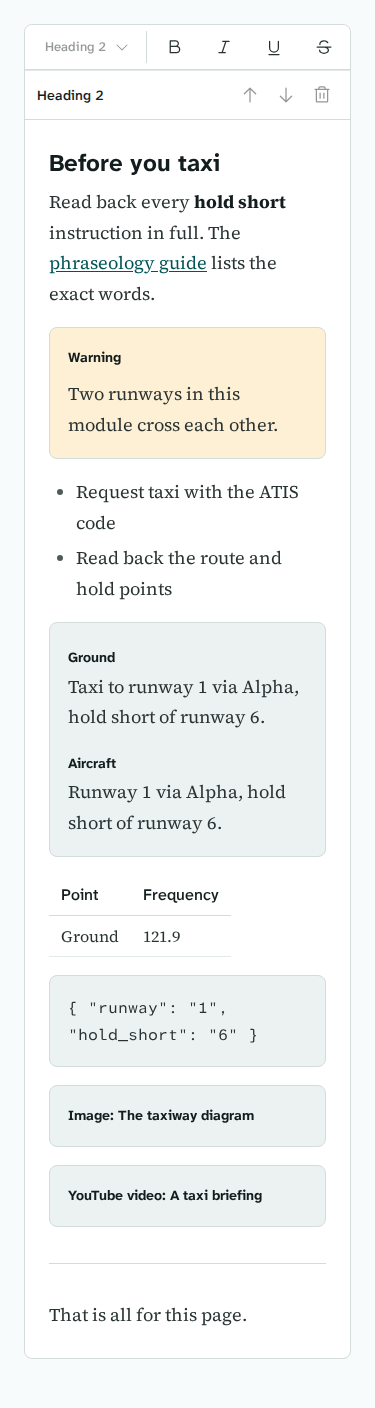 Heading 2
B I U S
Heading 2
Before you taxi
Read back every hold short
instruction in full. The
phraseology guide lists the
exact words.
Warning
Two runways in this
module cross each other.
Request taxi with the ATIS
code
Read back the route and
hold points
Ground
Taxi to runway 1 via Alpha,
hold short of runway 6.
Aircraft
Runway 1 via Alpha, hold
short of runway 6.
Point Frequency
Ground 121.9
{ "runway": "1",
"hold_short": "6" }
Image: The taxiway diagram
YouTube video: A taxi briefing
That is all for this page.